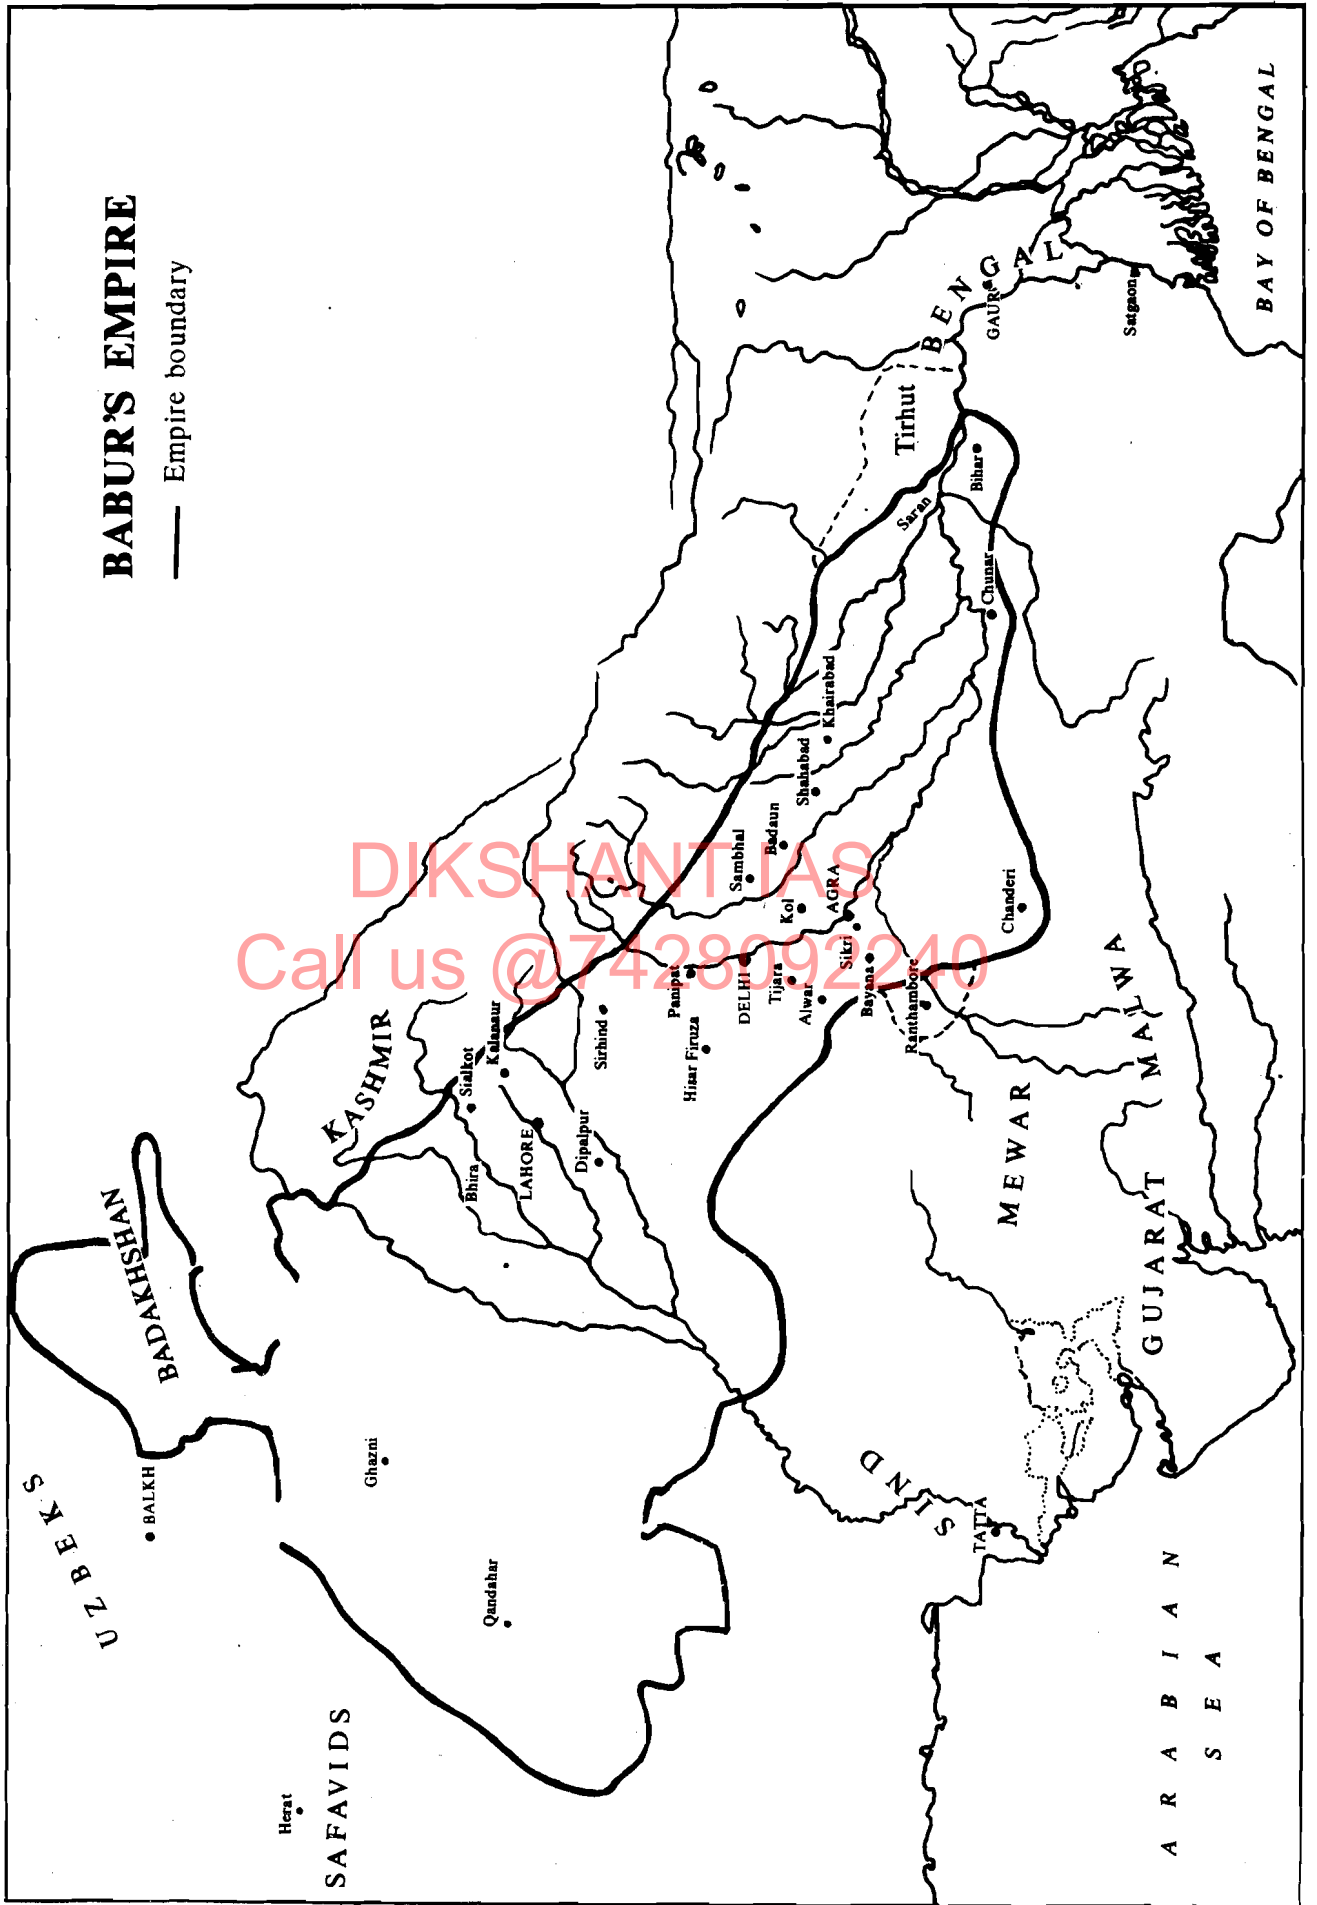 BABUR'S EMPIRE
Empire boundary
UZBEKS
BALKH
BADAKHSHAN
KASHMIR
Herat
SAFAVIDS
Ghazni
Qandahar
Sialkot
Kalanaur
Bhira
LAHORE
Dipalpur
Sirhind
Panipat
Hisar Firuza
DELHI
Tijara
Alwar
Sambhal
Badaun
Kol
AGRA
Sikri
Bayana
Ranthambore
Shahabad
Khairabad
Chanderi
Chunar
Saran
Bihar
Tirhut
BENGAL
GAUR
Satgaon
BAY OF BENGAL
MALWA
MEWAR
GUJARAT
SIND
TATTA
ARABIAN
SEA
DIKSHANT IAS
Call us @7428092240